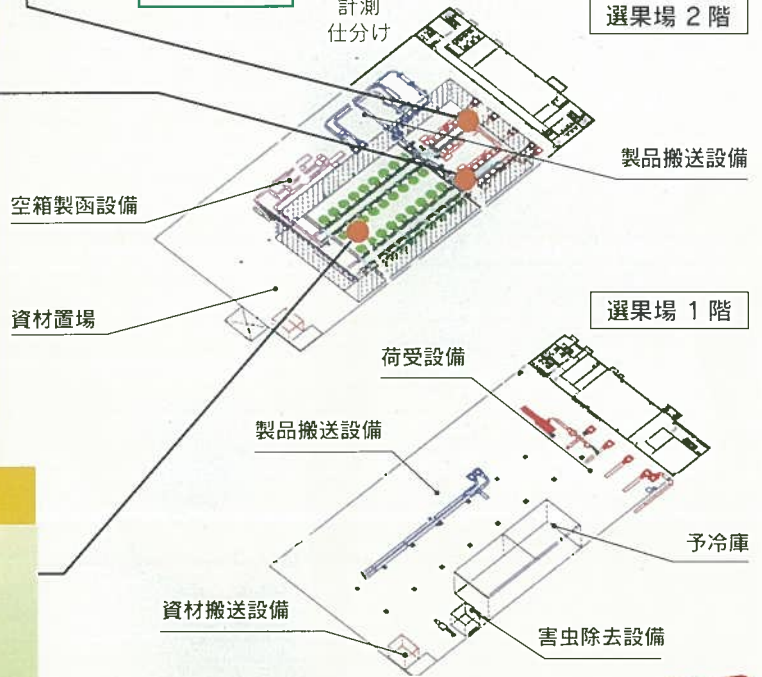 計測
仕分け
選果場 2 階
製品搬送設備
空箱製函設備
資材置場
選果場 1 階
荷受設備
製品搬送設備
予冷庫
資材搬送設備
害虫除去設備